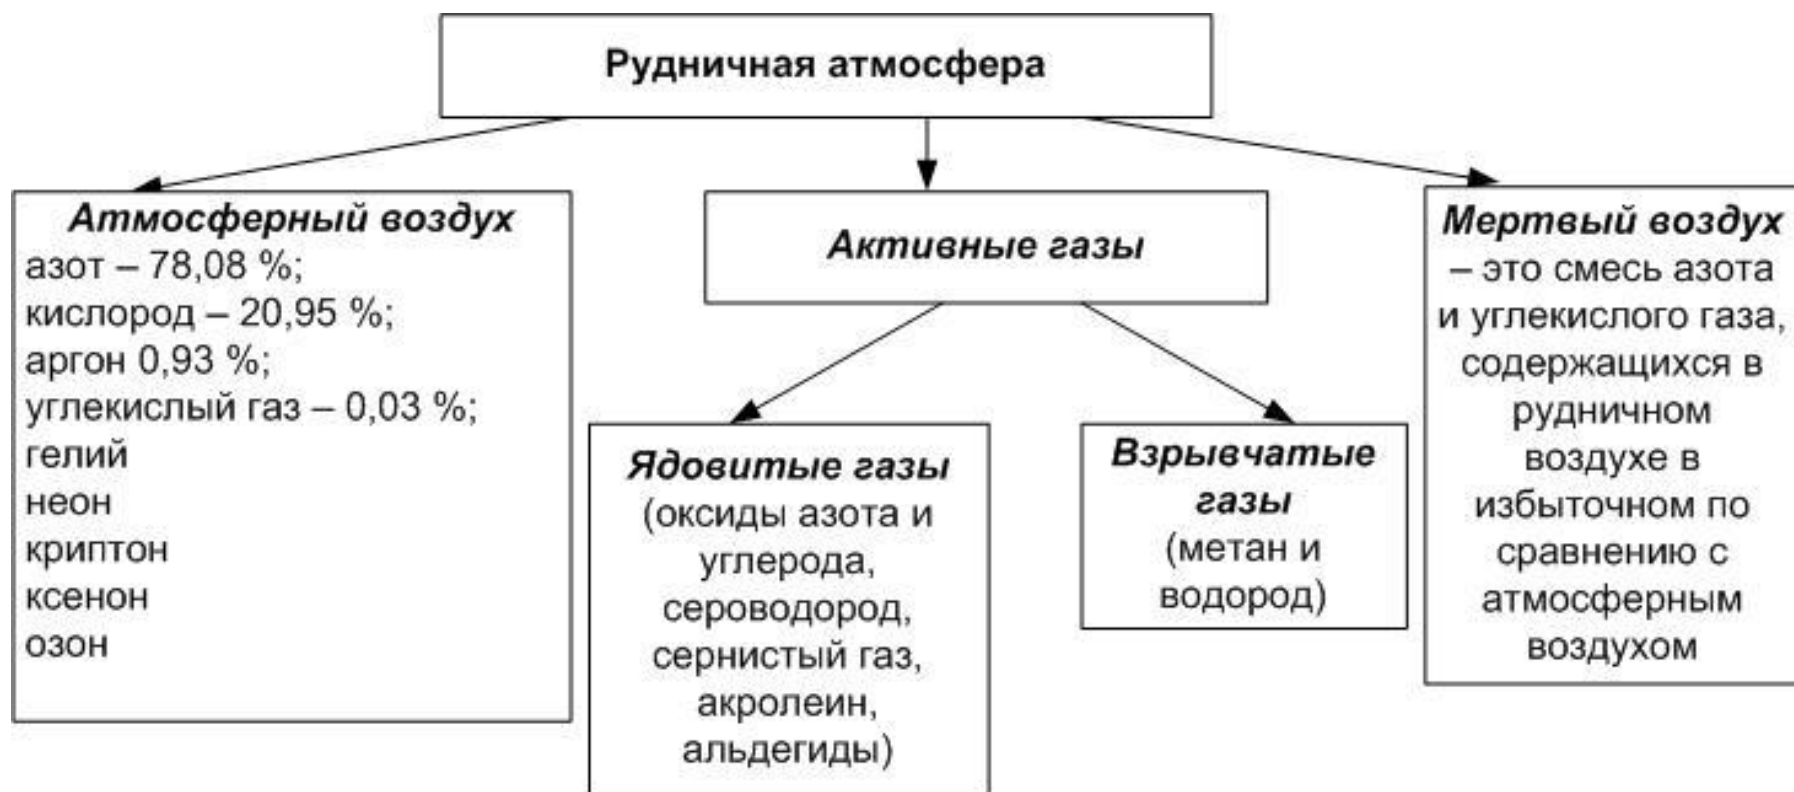 Рудничная атмосфера
Атмосферный воздух
азот – 78,08 %;
кислород – 20,95 %;
аргон 0,93 %;
углекислый газ – 0,03 %;
гелий
неон
криптон
ксенон
озон
Активные газы
Ядовитые газы
(оксиды азота и
углерода,
сероводород,
сернистый газ,
акролеин,
альдегиды)
Взрывчатые
газы
(метан и
водород)
Мертвый воздух
– это смесь азота
и углекислого газа,
содержащихся в
рудничном
воздухе в
избыточном по
сравнению с
атмосферным
воздухом